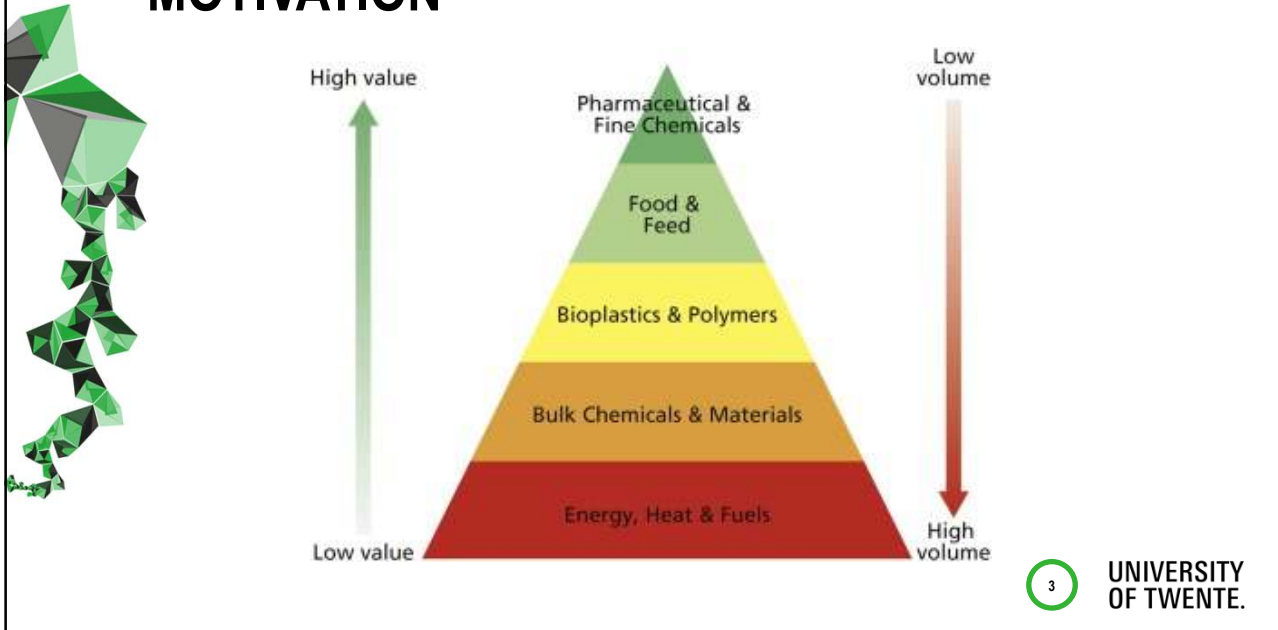 MOTIVATION
High value
Low
volume
Pharmaceutical &
Fine Chemicals
Food &
Feed
Bioplastics & Polymers
Bulk Chemicals & Materials
Energy, Heat & Fuels
Low value
High
volume
3
UNIVERSITY
OF TWENTE.